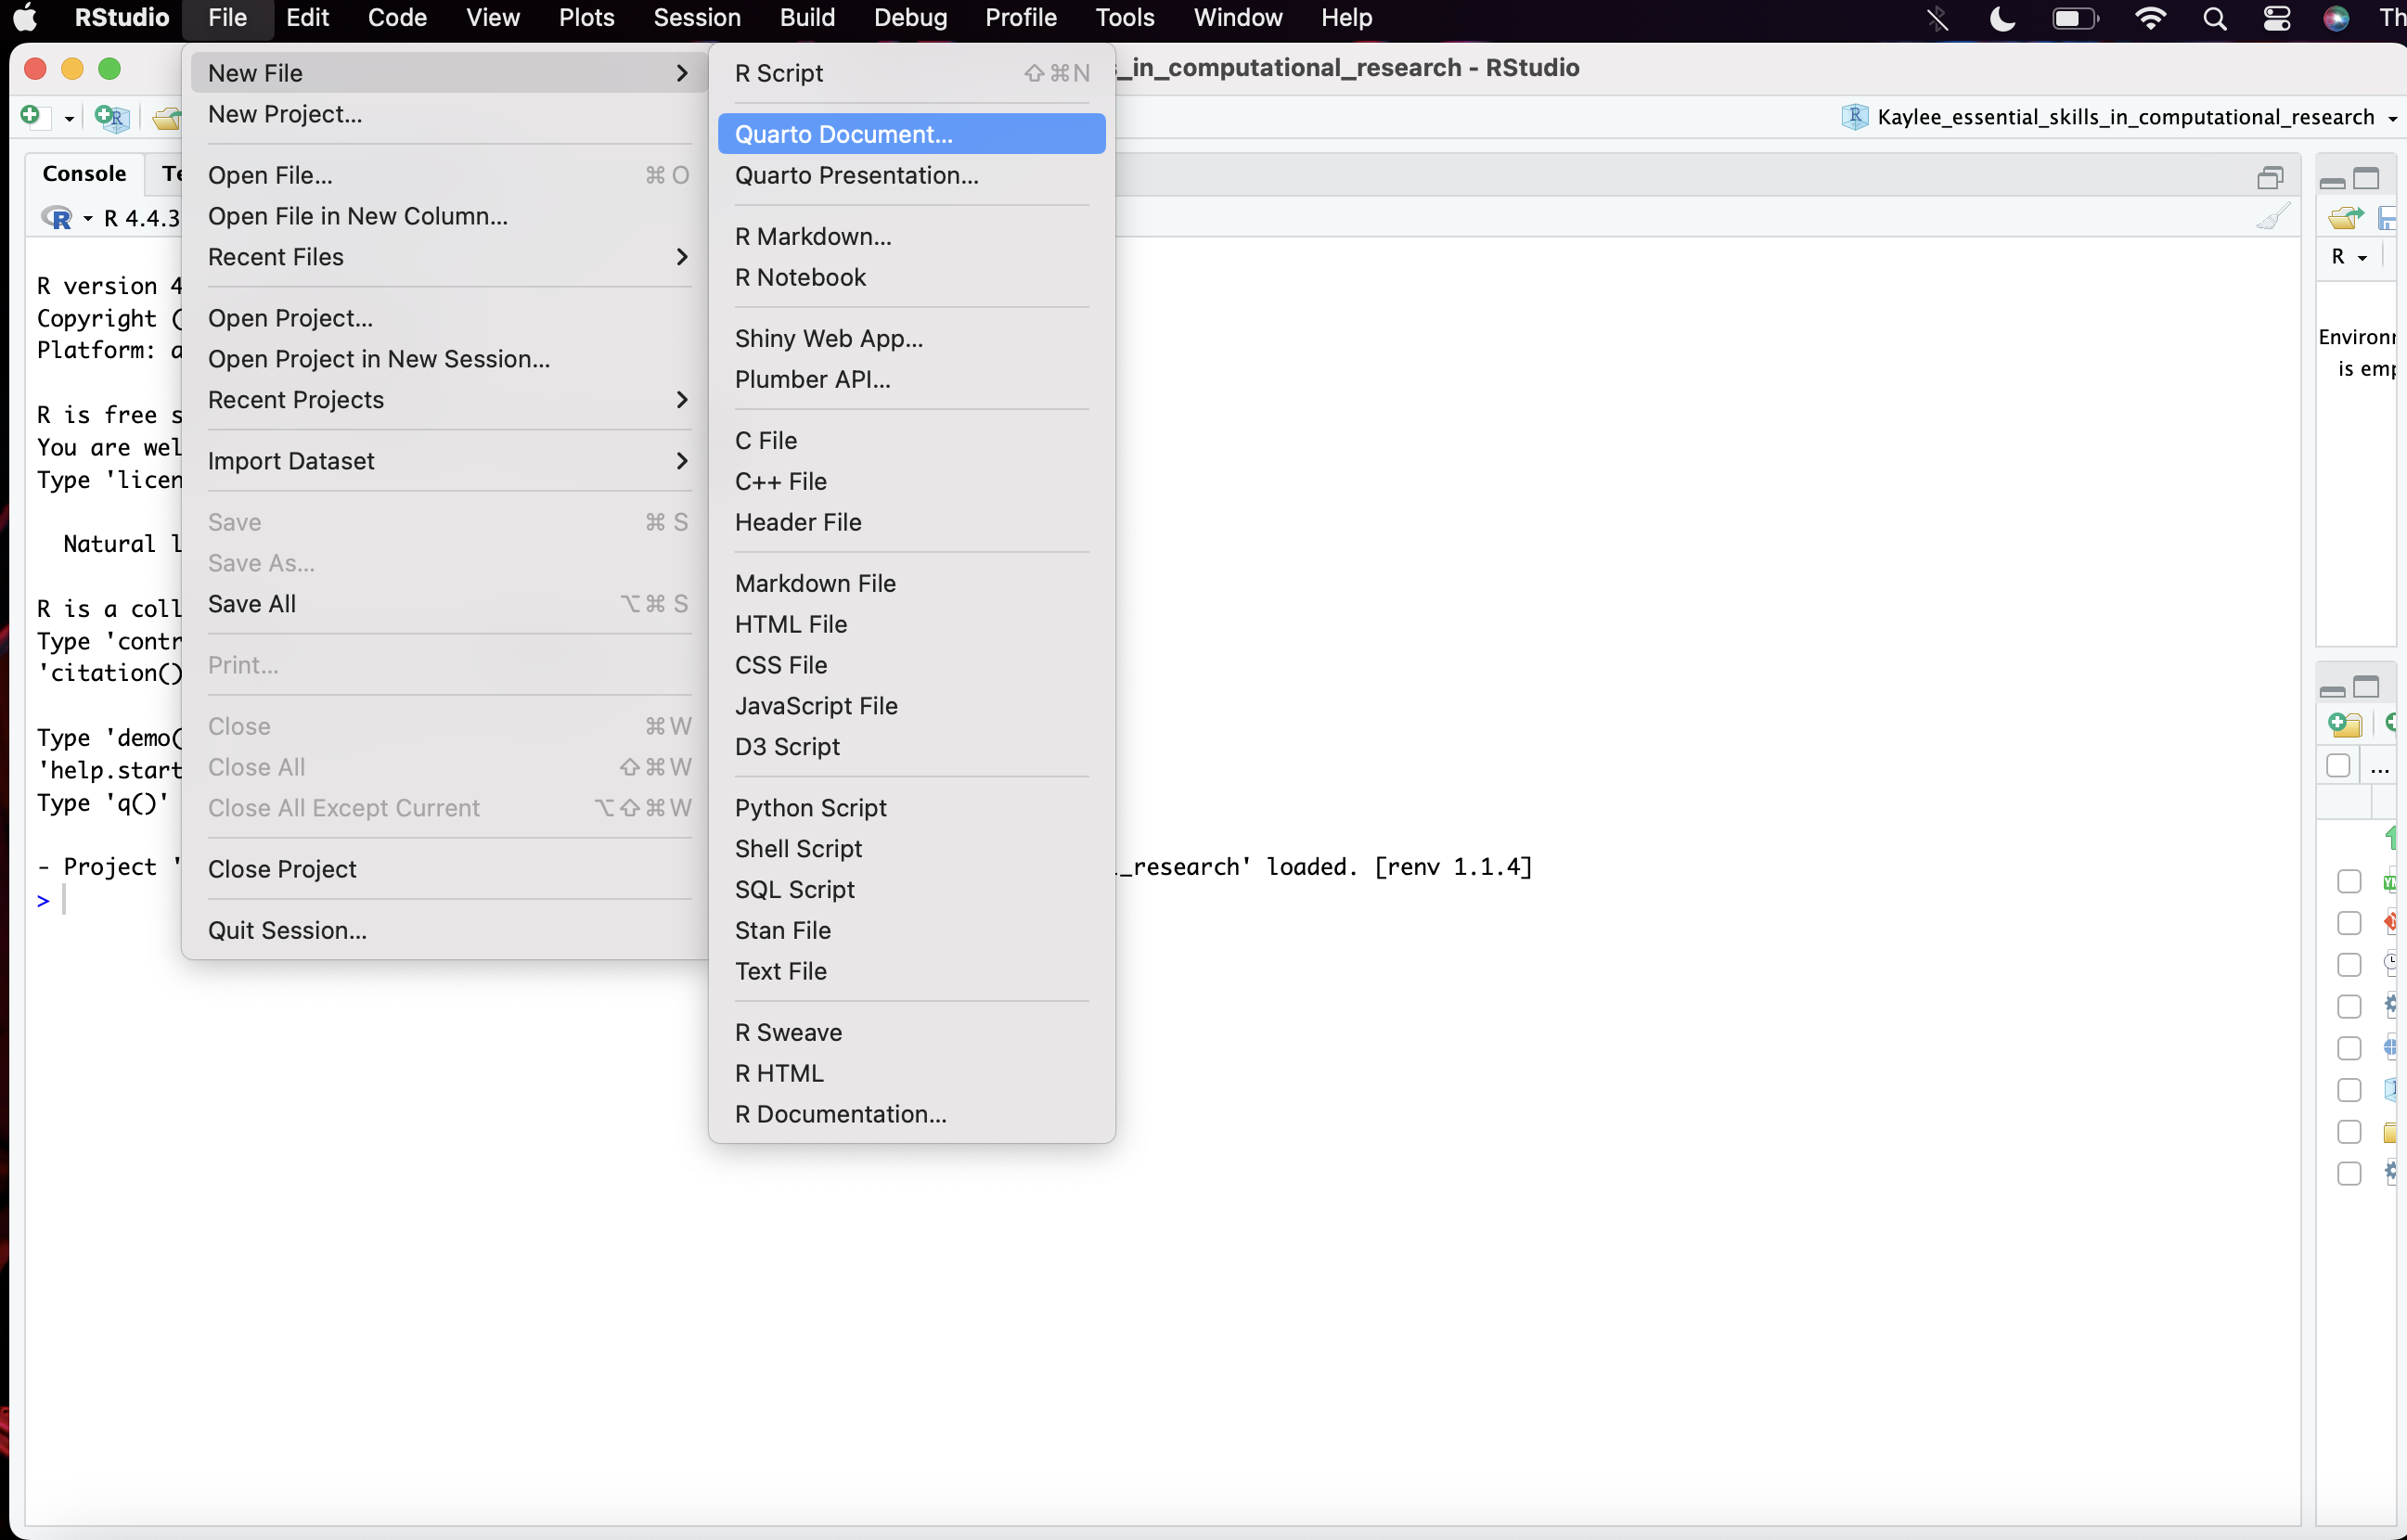 RStudio File Edit Code View Plots Session Build Debug Profile Tools Window Help Th
_in_computational_research - RStudio
Kaylee_essential_skills_in_computational_research
Console Te
R 4.4.3
R version 4
Copyright (
Platform: a
R is free s
You are wel
Type 'licen
Natural l
R is a coll
Type 'contr
'citation()
Type 'demo(
'help.start
Type 'q()'
- Project ' l_research' loaded. [renv 1.1.4]
>
New File
New Project...
Open File... ⌘ O
Open File in New Column...
Recent Files
Open Project...
Open Project in New Session...
Recent Projects
Import Dataset
Save ⌘ S
Save As...
Save All ⌥⌘ S
Print...
Close ⌘W
Close All ⇧⌘W
Close All Except Current ⌥⇧⌘W
Close Project
Quit Session...
R Script ⇧⌘N
Quarto Document...
Quarto Presentation...
R Markdown...
R Notebook
Shiny Web App...
Plumber API...
C File
C++ File
Header File
Markdown File
HTML File
CSS File
JavaScript File
D3 Script
Python Script
Shell Script
SQL Script
Stan File
Text File
R Sweave
R HTML
R Documentation...
R
Environ
is emp
...